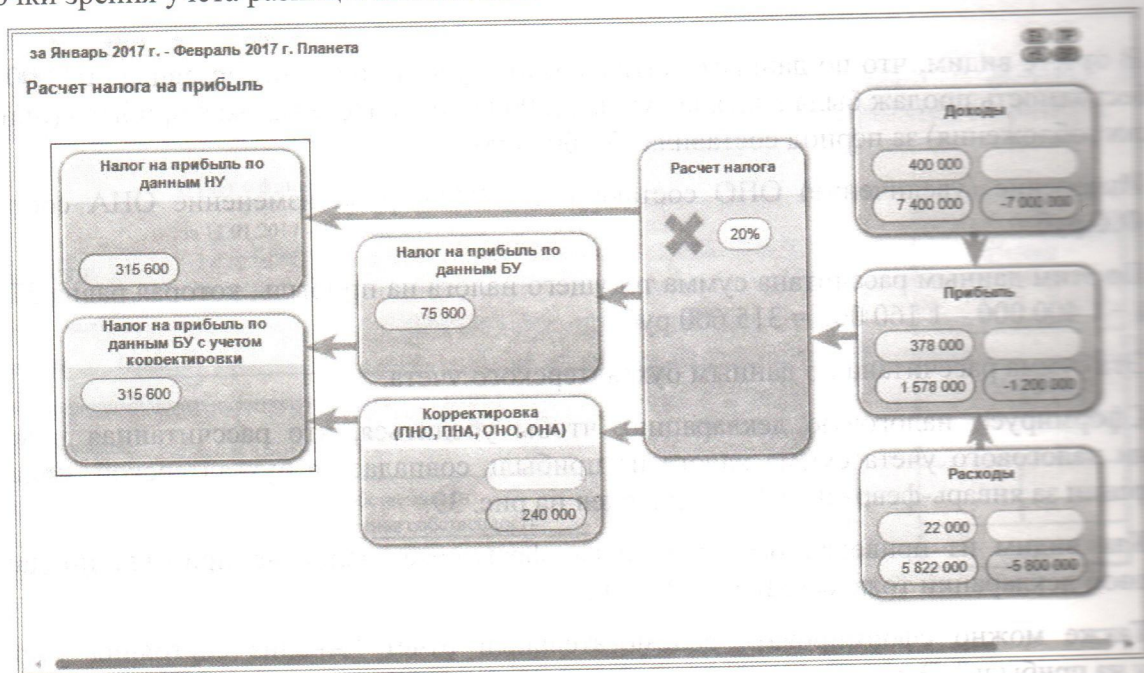 очки зрения учета
за Январь 2017 г. - Февраль 2017 г. Планета
Расчет налога на прибыль
Налог на прибыль по
данным НУ
315 600
Налог на прибыль по
данным БУ с учетом
корректировки
315 600
Налог на прибыль по
данным БУ
75 600
Корректировка
(ПНО, ПНА, ОНО, ОНА)
240 000
Расчет налога
20%
Доходы
400 000
7 400 000 -7 000 000
Прибыль
378 000
1 578 000 -1 200 000
Расходы
22 000
5 822 000 -5 800 000